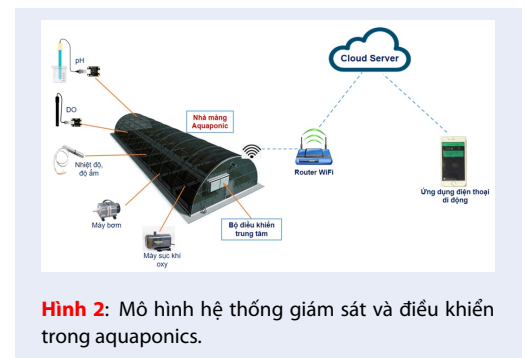 Cloud Server
pH
DO
Nhà màng
Aquaponic
Nhiệt độ,
độ ẩm
Router WiFi
Ứng dụng điện thoại
di động
Máy bơm
Bộ điều khiển
trung tâm
Máy sục khí
oxy
Hình 2: Mô hình hệ thống giám sát và điều khiển
trong aquaponics.